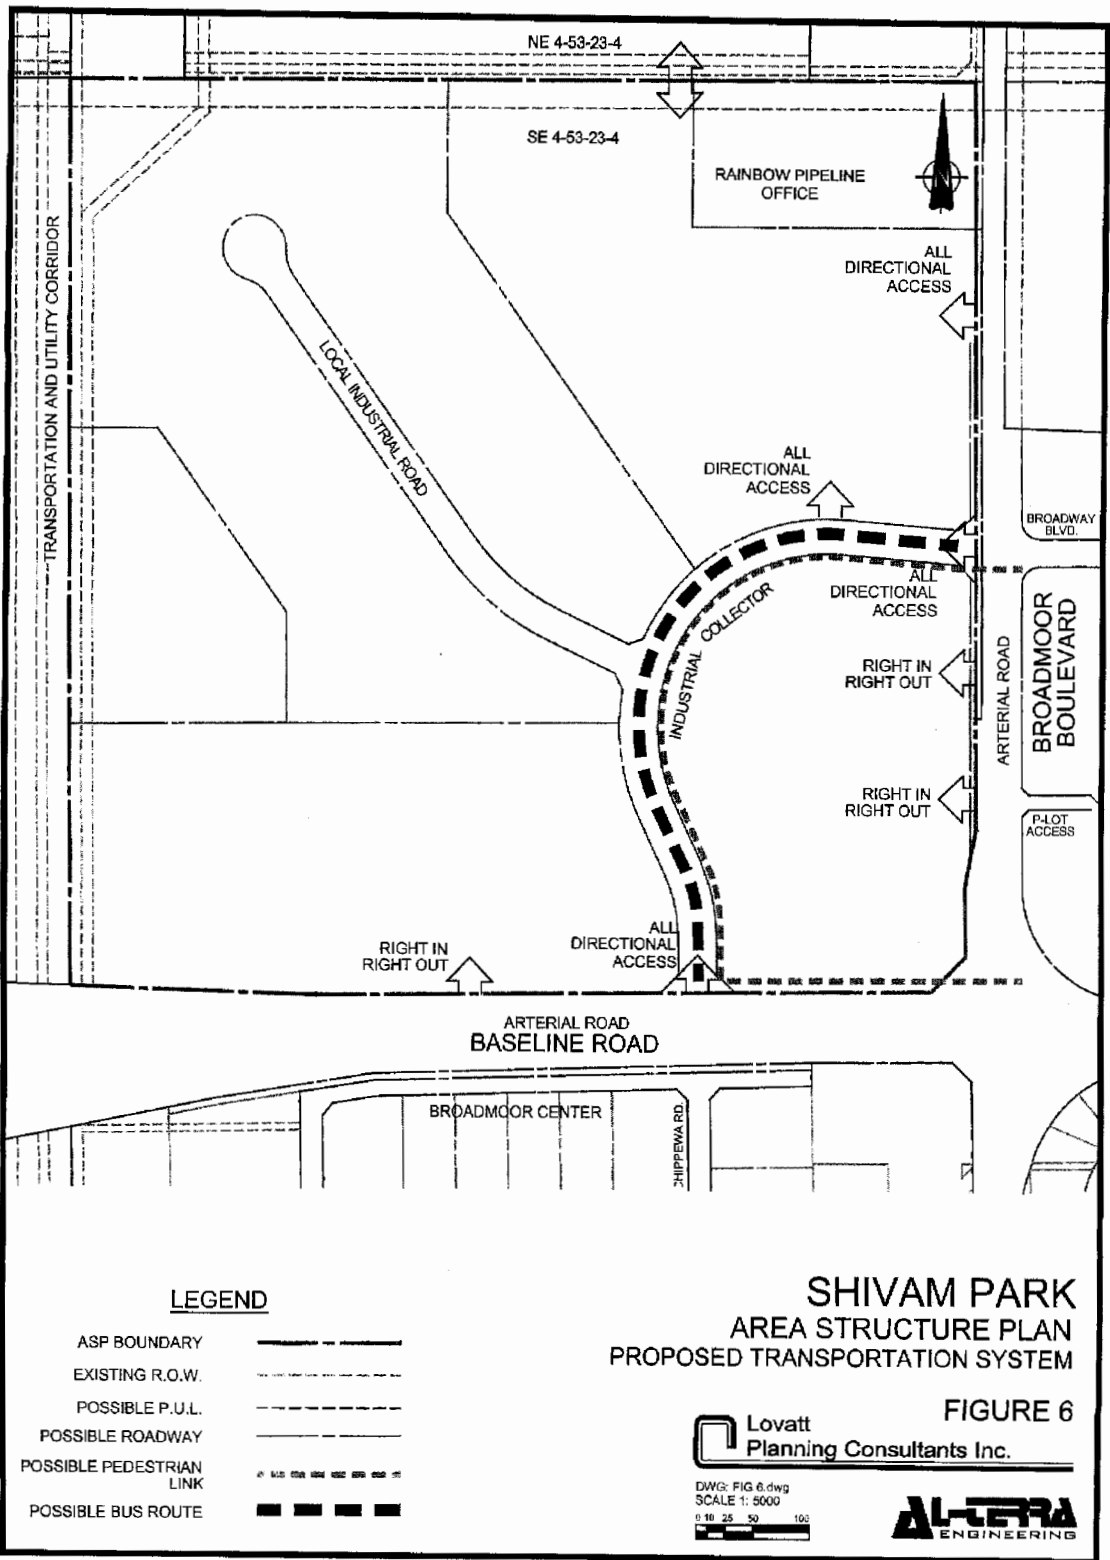 NE 4-53-23-4
SE 4-53-23-4
RAINBOW PIPELINE
OFFICE
N
ALL
DIRECTIONAL
ACCESS
TRANSPORTATION AND UTILITY CORRIDOR
LOCAL INDUSTRIAL ROAD
ALL
DIRECTIONAL
ACCESS
BROADWAY
BLVD.
ALL
DIRECTIONAL
ACCESS
INDUSTRIAL COLLECTOR
RIGHT IN
RIGHT OUT
ARTERIAL ROAD
BROADMOOR
BOULEVARD
RIGHT IN
RIGHT OUT
P-LOT
ACCESS
ALL
DIRECTIONAL
ACCESS
RIGHT IN
RIGHT OUT
ARTERIAL ROAD
BASELINE ROAD
BROADMOOR CENTER
CHIPPEWA RD.
LEGEND
ASP BOUNDARY
EXISTING R.O.W.
POSSIBLE P.U.L.
POSSIBLE ROADWAY
POSSIBLE PEDESTRIAN
LINK
POSSIBLE BUS ROUTE
SHIVAM PARK
AREA STRUCTURE PLAN
PROPOSED TRANSPORTATION SYSTEM
FIGURE 6
Lovatt
Planning Consultants Inc.
DWG: FIG 6.dwg
SCALE 1: 5000
0 10 25 50 100
AL-TERRA
ENGINEERING